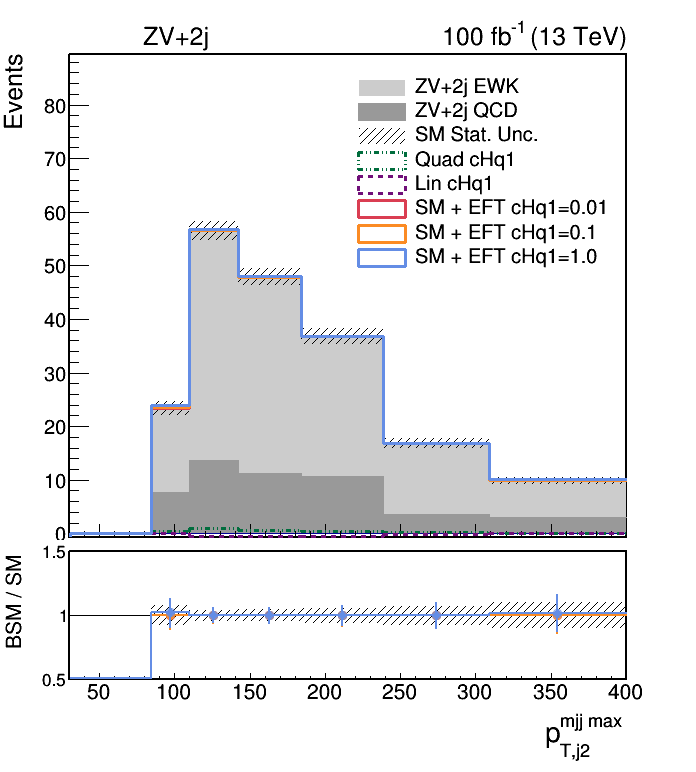 ZV+2j 100 fb⁻¹ (13 TeV)
Events
80
70
60
50
40
30
20
10
0
ZV+2j EWK
ZV+2j QCD
SM Stat. Unc.
Quad cHq1
Lin cHq1
SM + EFT cHq1=0.01
SM + EFT cHq1=0.1
SM + EFT cHq1=1.0
BSM / SM
1.5
1
0.5
50 100 150 200 250 300 350 400
p_{T,j2}^{mjj max}